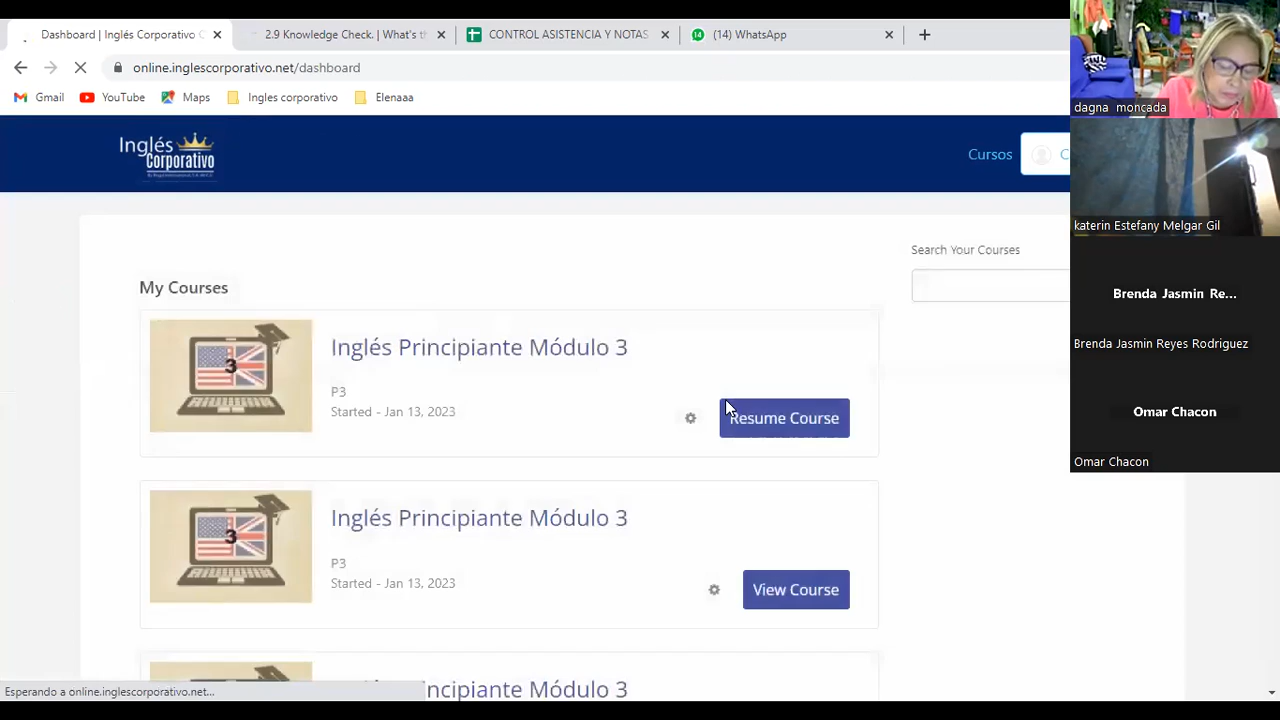 Dashboard | Inglés Corporativo
2.9 Knowledge Check. | What's th
CONTROL ASISTENCIA Y NOTAS
14
(14) WhatsApp
online.inglescorporativo.net/dashboard
Gmail
YouTube
Maps
Ingles corporativo
Elenaaa
dagna moncada
Inglés
Corporativo
Cursos
C
katerin Estefany Melgar Gil
Search Your Courses
My Courses
Brenda Jasmin Re...
Brenda Jasmin Reyes Rodriguez
3
Inglés Principiante Módulo 3
P3
Started - Jan 13, 2023
Resume Course
Omar Chacon
Omar Chacon
3
Inglés Principiante Módulo 3
P3
Started - Jan 13, 2023
View Course
ncipiante Módulo 3
Esperando a online.inglescorporativo.net...